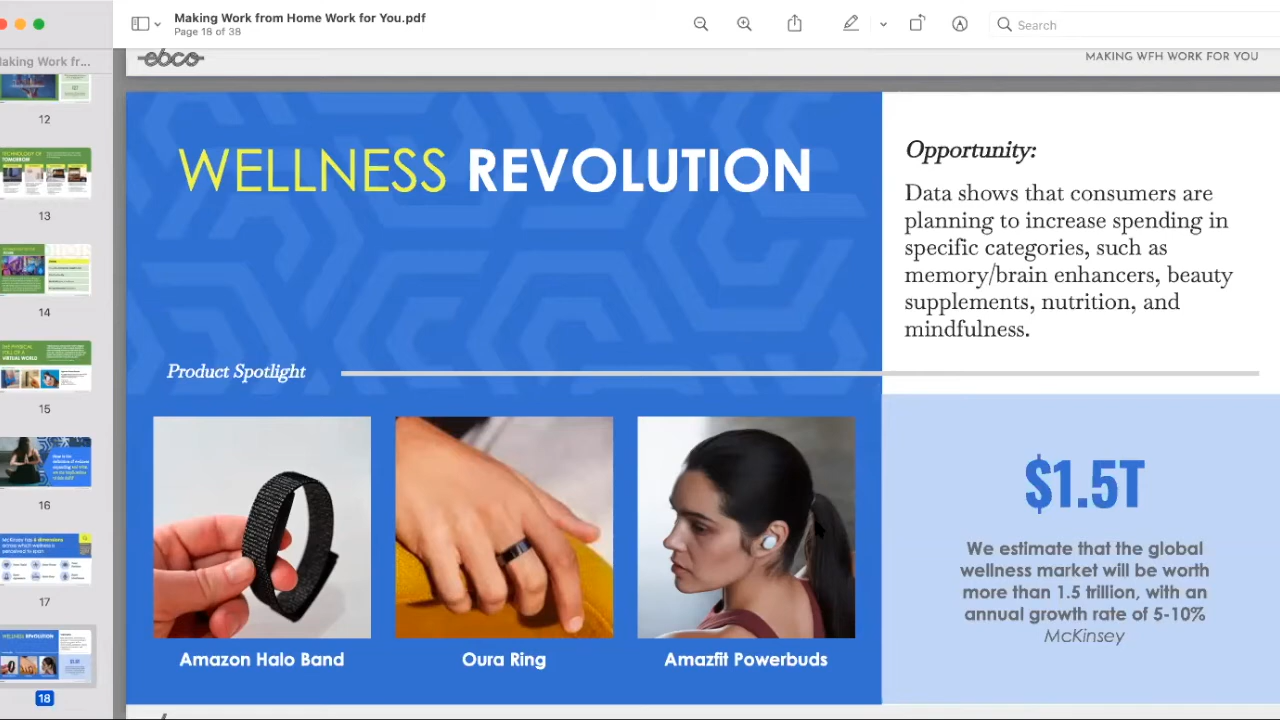 Making Work from Home Work for You.pdf
Page 18 of 38
Search
aking Work fr...
ebco
MAKING WFH WORK FOR YOU
12
13
14
15
16
17
18
WELLNESS REVOLUTION
Opportunity:
Data shows that consumers are
planning to increase spending in
specific categories, such as
memory/brain enhancers, beauty
supplements, nutrition, and
mindfulness.
Product Spotlight
Amazon Halo Band
Oura Ring
Amazfit Powerbuds
$1.5T
We estimate that the global
wellness market will be worth
more than 1.5 trillion, with an
annual growth rate of 5-10%
McKinsey